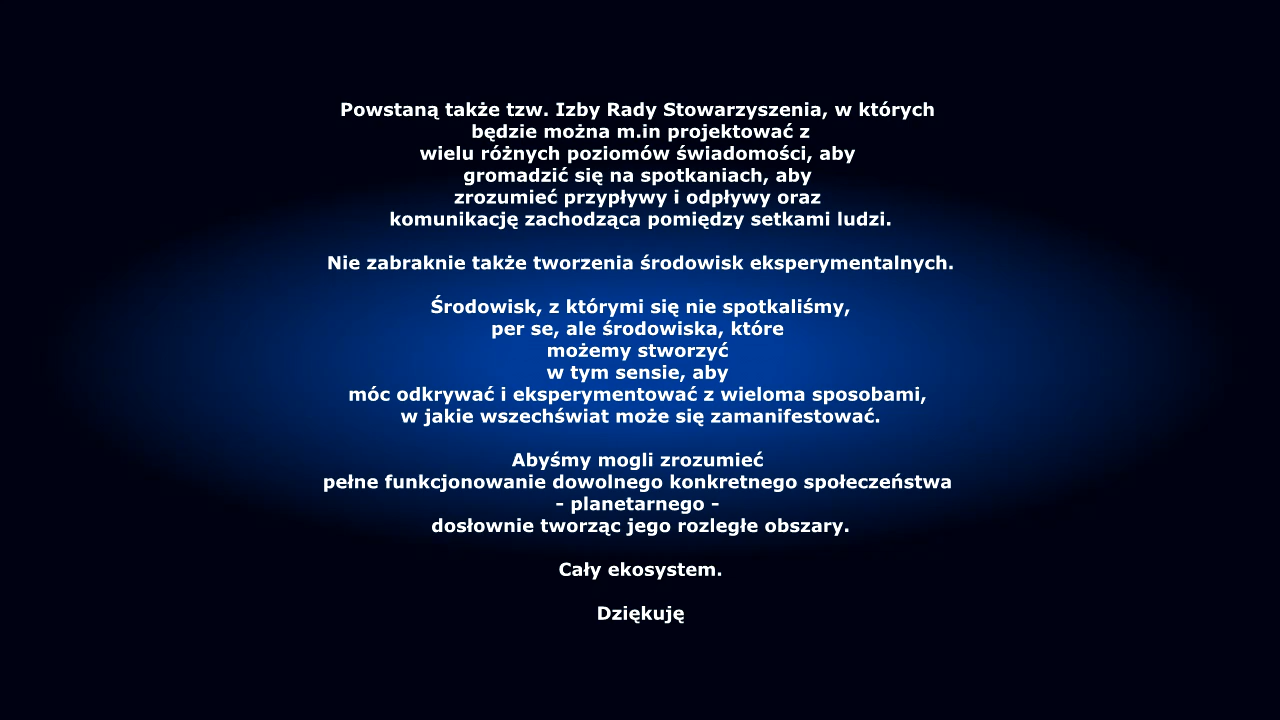 Powstaną także tzw. Izby Rady Stowarzyszenia, w których
będzie można m.in projektować z
wielu różnych poziomów świadomości, aby
gromadzić się na spotkaniach, aby
zrozumieć przypływy i odpływy oraz
komunikację zachodząca pomiędzy setkami ludzi.
Nie zabraknie także tworzenia środowisk eksperymentalnych.
Środowisk, z którymi się nie spotkaliśmy,
per se, ale środowiska, które
możemy stworzyć
w tym sensie, aby
móc odkrywać i eksperymentować z wieloma sposobami,
w jakie wszechświat może się zamanifestować.
Abyśmy mogli zrozumieć
pełne funkcjonowanie dowolnego konkretnego społeczeństwa
- planetarnego -
dosłownie tworząc jego rozległe obszary.
Cały ekosystem.
Dziękuję